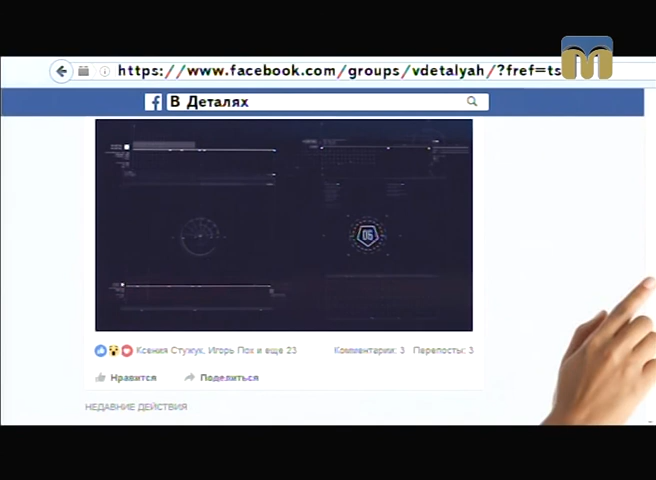 https://www.facebook.com/groups/vdetalyah/?fref=ts
f В Деталях
05
Ксения Стужук, Игорь Пох и еще 23 Комментарии: 3 Перепосты: 3
Нравится Поделиться
НЕДАВНИЕ ДЕЙСТВИЯ